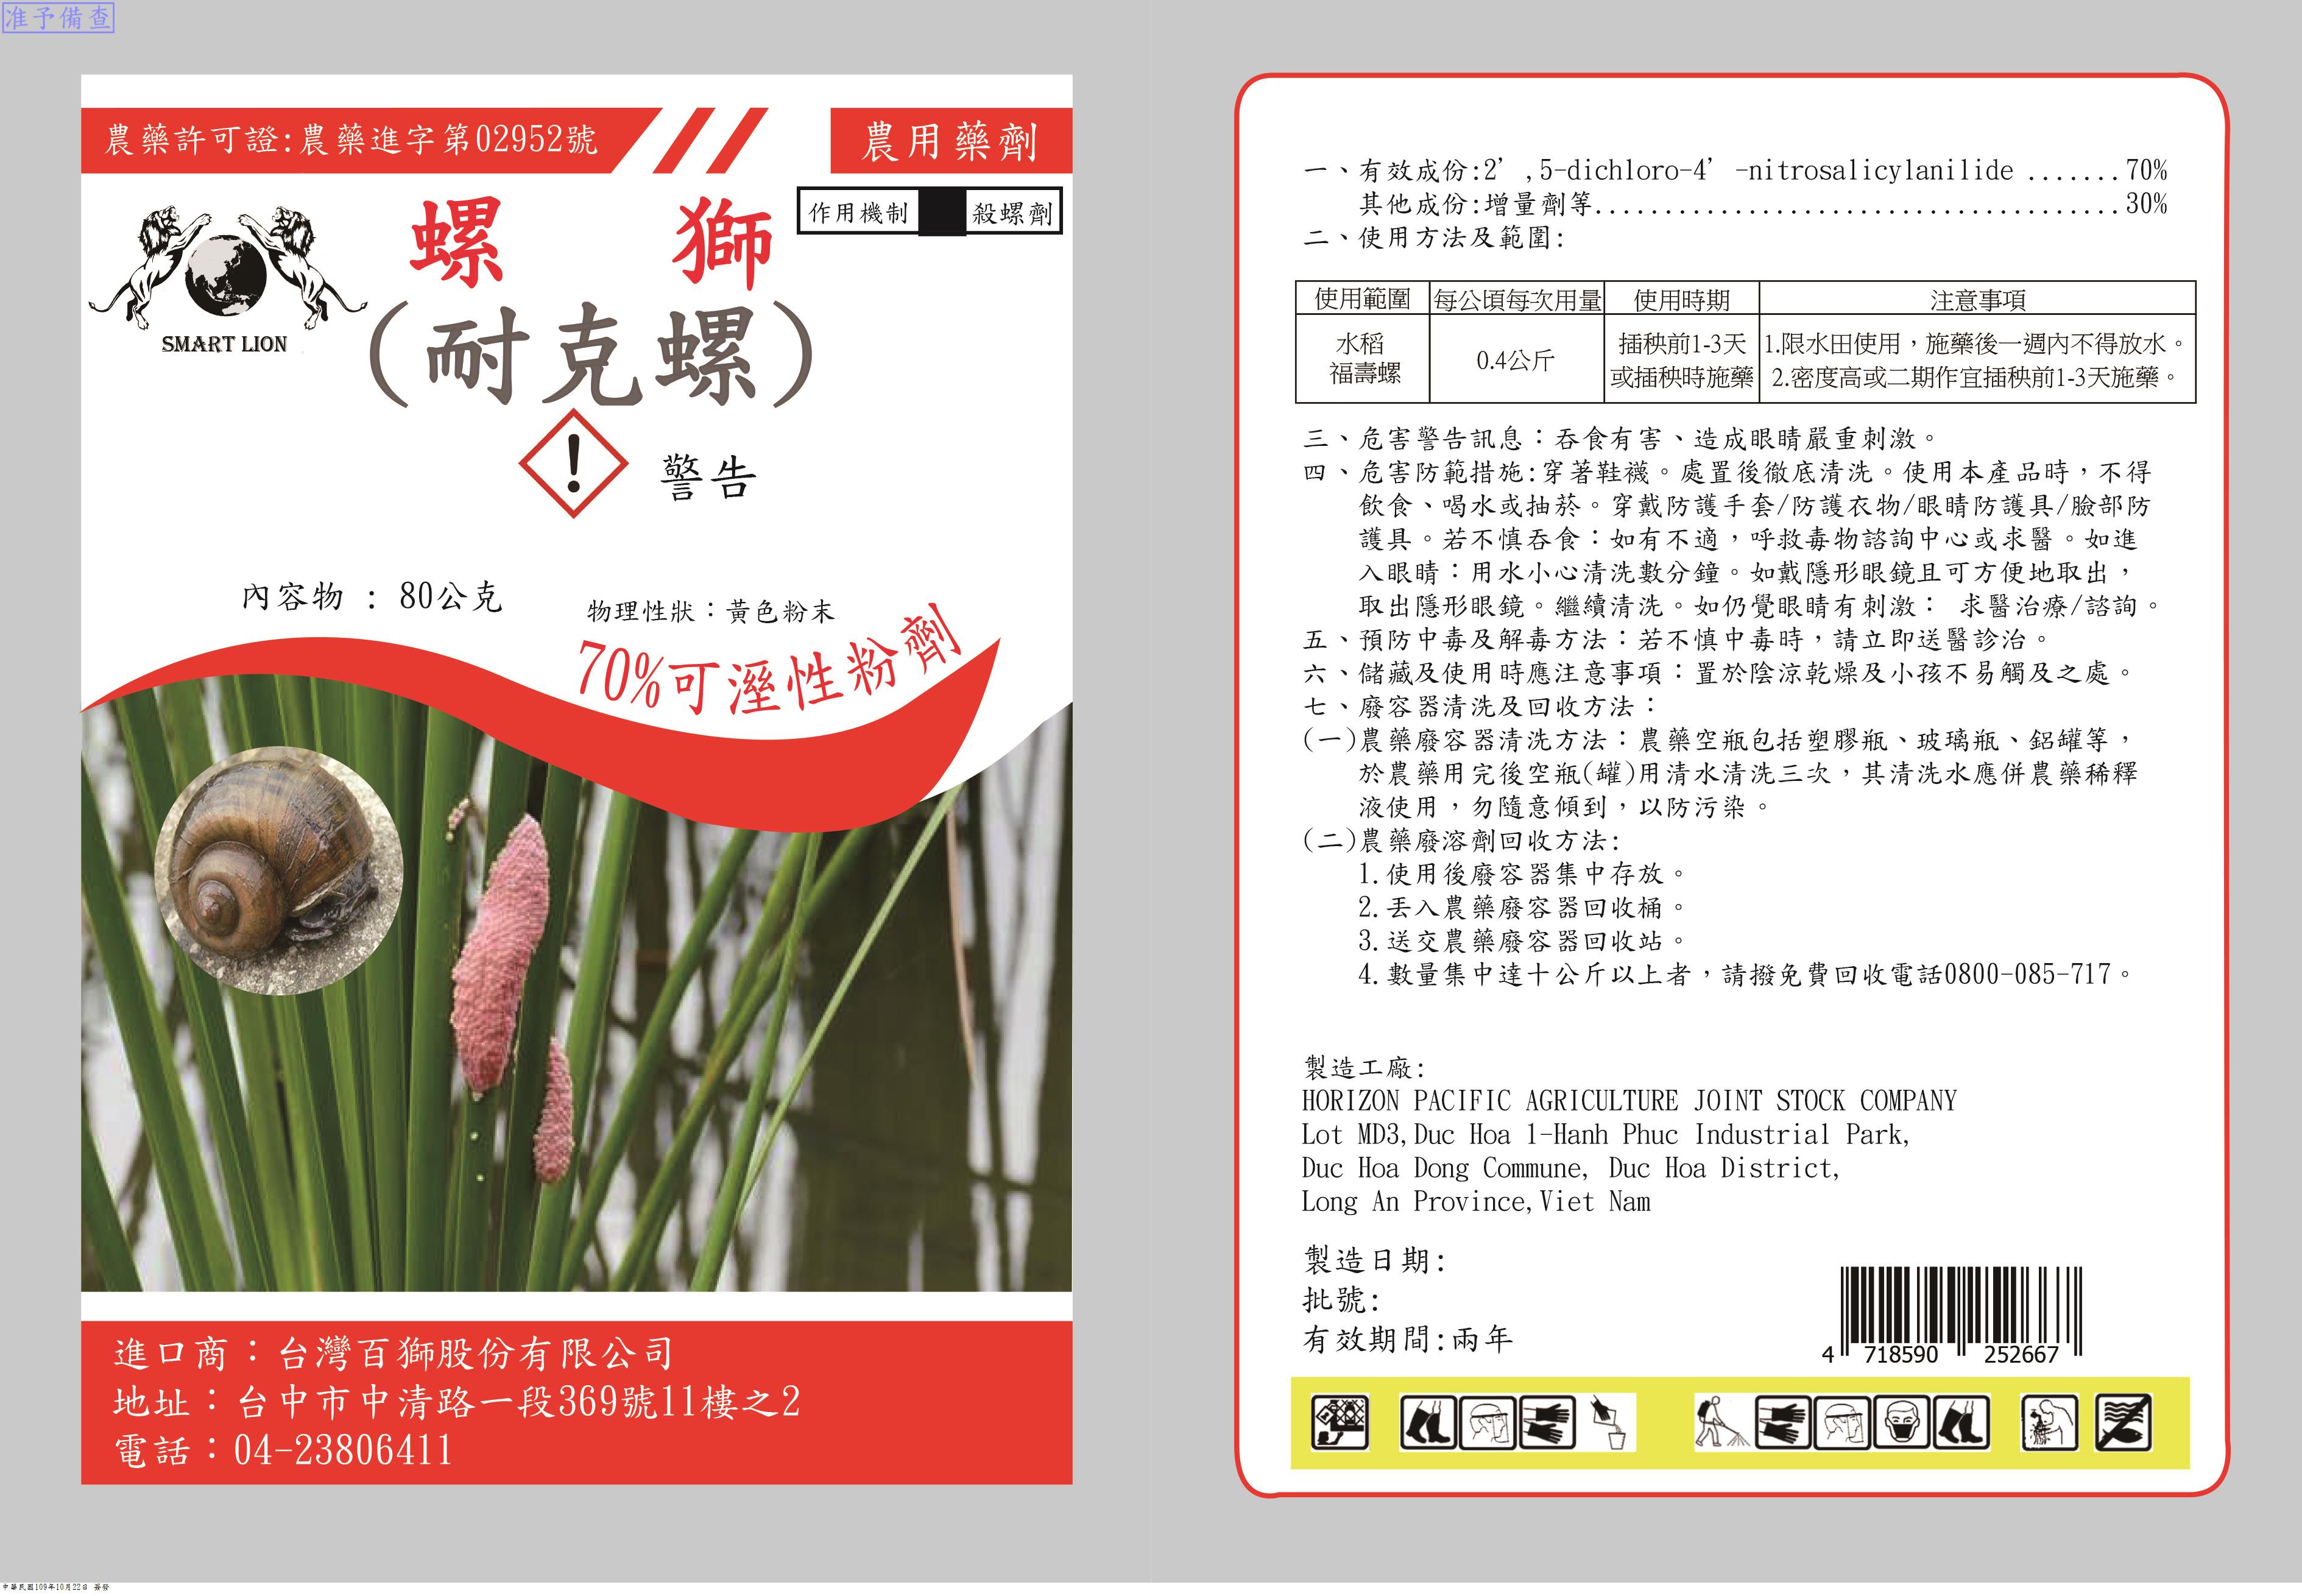 准予備查
農藥許可證:農藥進字第02952號
農用藥劑
作用機制 殺螺劑
螺 獅
(耐克螺)
SMART LION
警告
內容物 : 80公克
物理性狀：黃色粉末
70%可溼性粉劑
進口商：台灣百獅股份有限公司
地址：台中市中清路一段369號11樓之2
電話：04-23806411
一、有效成份:2’,5-dichloro-4’-nitrosalicylanilide .......70%
其他成份:增量劑等......................................30%
二、使用方法及範圍:
使用範圍 每公頃每次用量 使用時期 注意事項
水稻
福壽螺
0.4公斤
插秧前1-3天
或插秧時施藥
1.限水田使用，施藥後一週內不得放水。
2.密度高或二期作宜插秧前1-3天施藥。
三、危害警告訊息：吞食有害、造成眼睛嚴重刺激。
四、危害防範措施:穿著鞋襪。處置後徹底清洗。使用本產品時，不得
飲食、喝水或抽菸。穿戴防護手套/防護衣物/眼睛防護具/臉部防
護具。若不慎吞食：如有不適，呼救毒物諮詢中心或求醫。如進
入眼睛：用水小心清洗數分鐘。如戴隱形眼鏡且可方便地取出，
取出隱形眼鏡。繼續清洗。如仍覺眼睛有刺激： 求醫治療/諮詢。
五、預防中毒及解毒方法：若不慎中毒時，請立即送醫診治。
六、儲藏及使用時應注意事項：置於陰涼乾燥及小孩不易觸及之處。
七、廢容器清洗及回收方法：
(一)農藥廢容器清洗方法：農藥空瓶包括塑膠瓶、玻璃瓶、鋁罐等，
於農藥用完後空瓶(罐)用清水清洗三次，其清洗水應併農藥稀釋
液使用，勿隨意傾到，以防污染。
(二)農藥廢溶劑回收方法:
1.使用後廢容器集中存放。
2.丟入農藥廢容器回收桶。
3.送交農藥廢容器回收站。
4.數量集中達十公斤以上者，請撥免費回收電話0800-085-717。
製造工廠:
HORIZON PACIFIC AGRICULTURE JOINT STOCK COMPANY
Lot MD3,Duc Hoa 1-Hanh Phuc Industrial Park,
Duc Hoa Dong Commune, Duc Hoa District,
Long An Province,Viet Nam
製造日期:
批號:
有效期間:兩年
4 718590 252667
中華民國109年10月22日 簽發